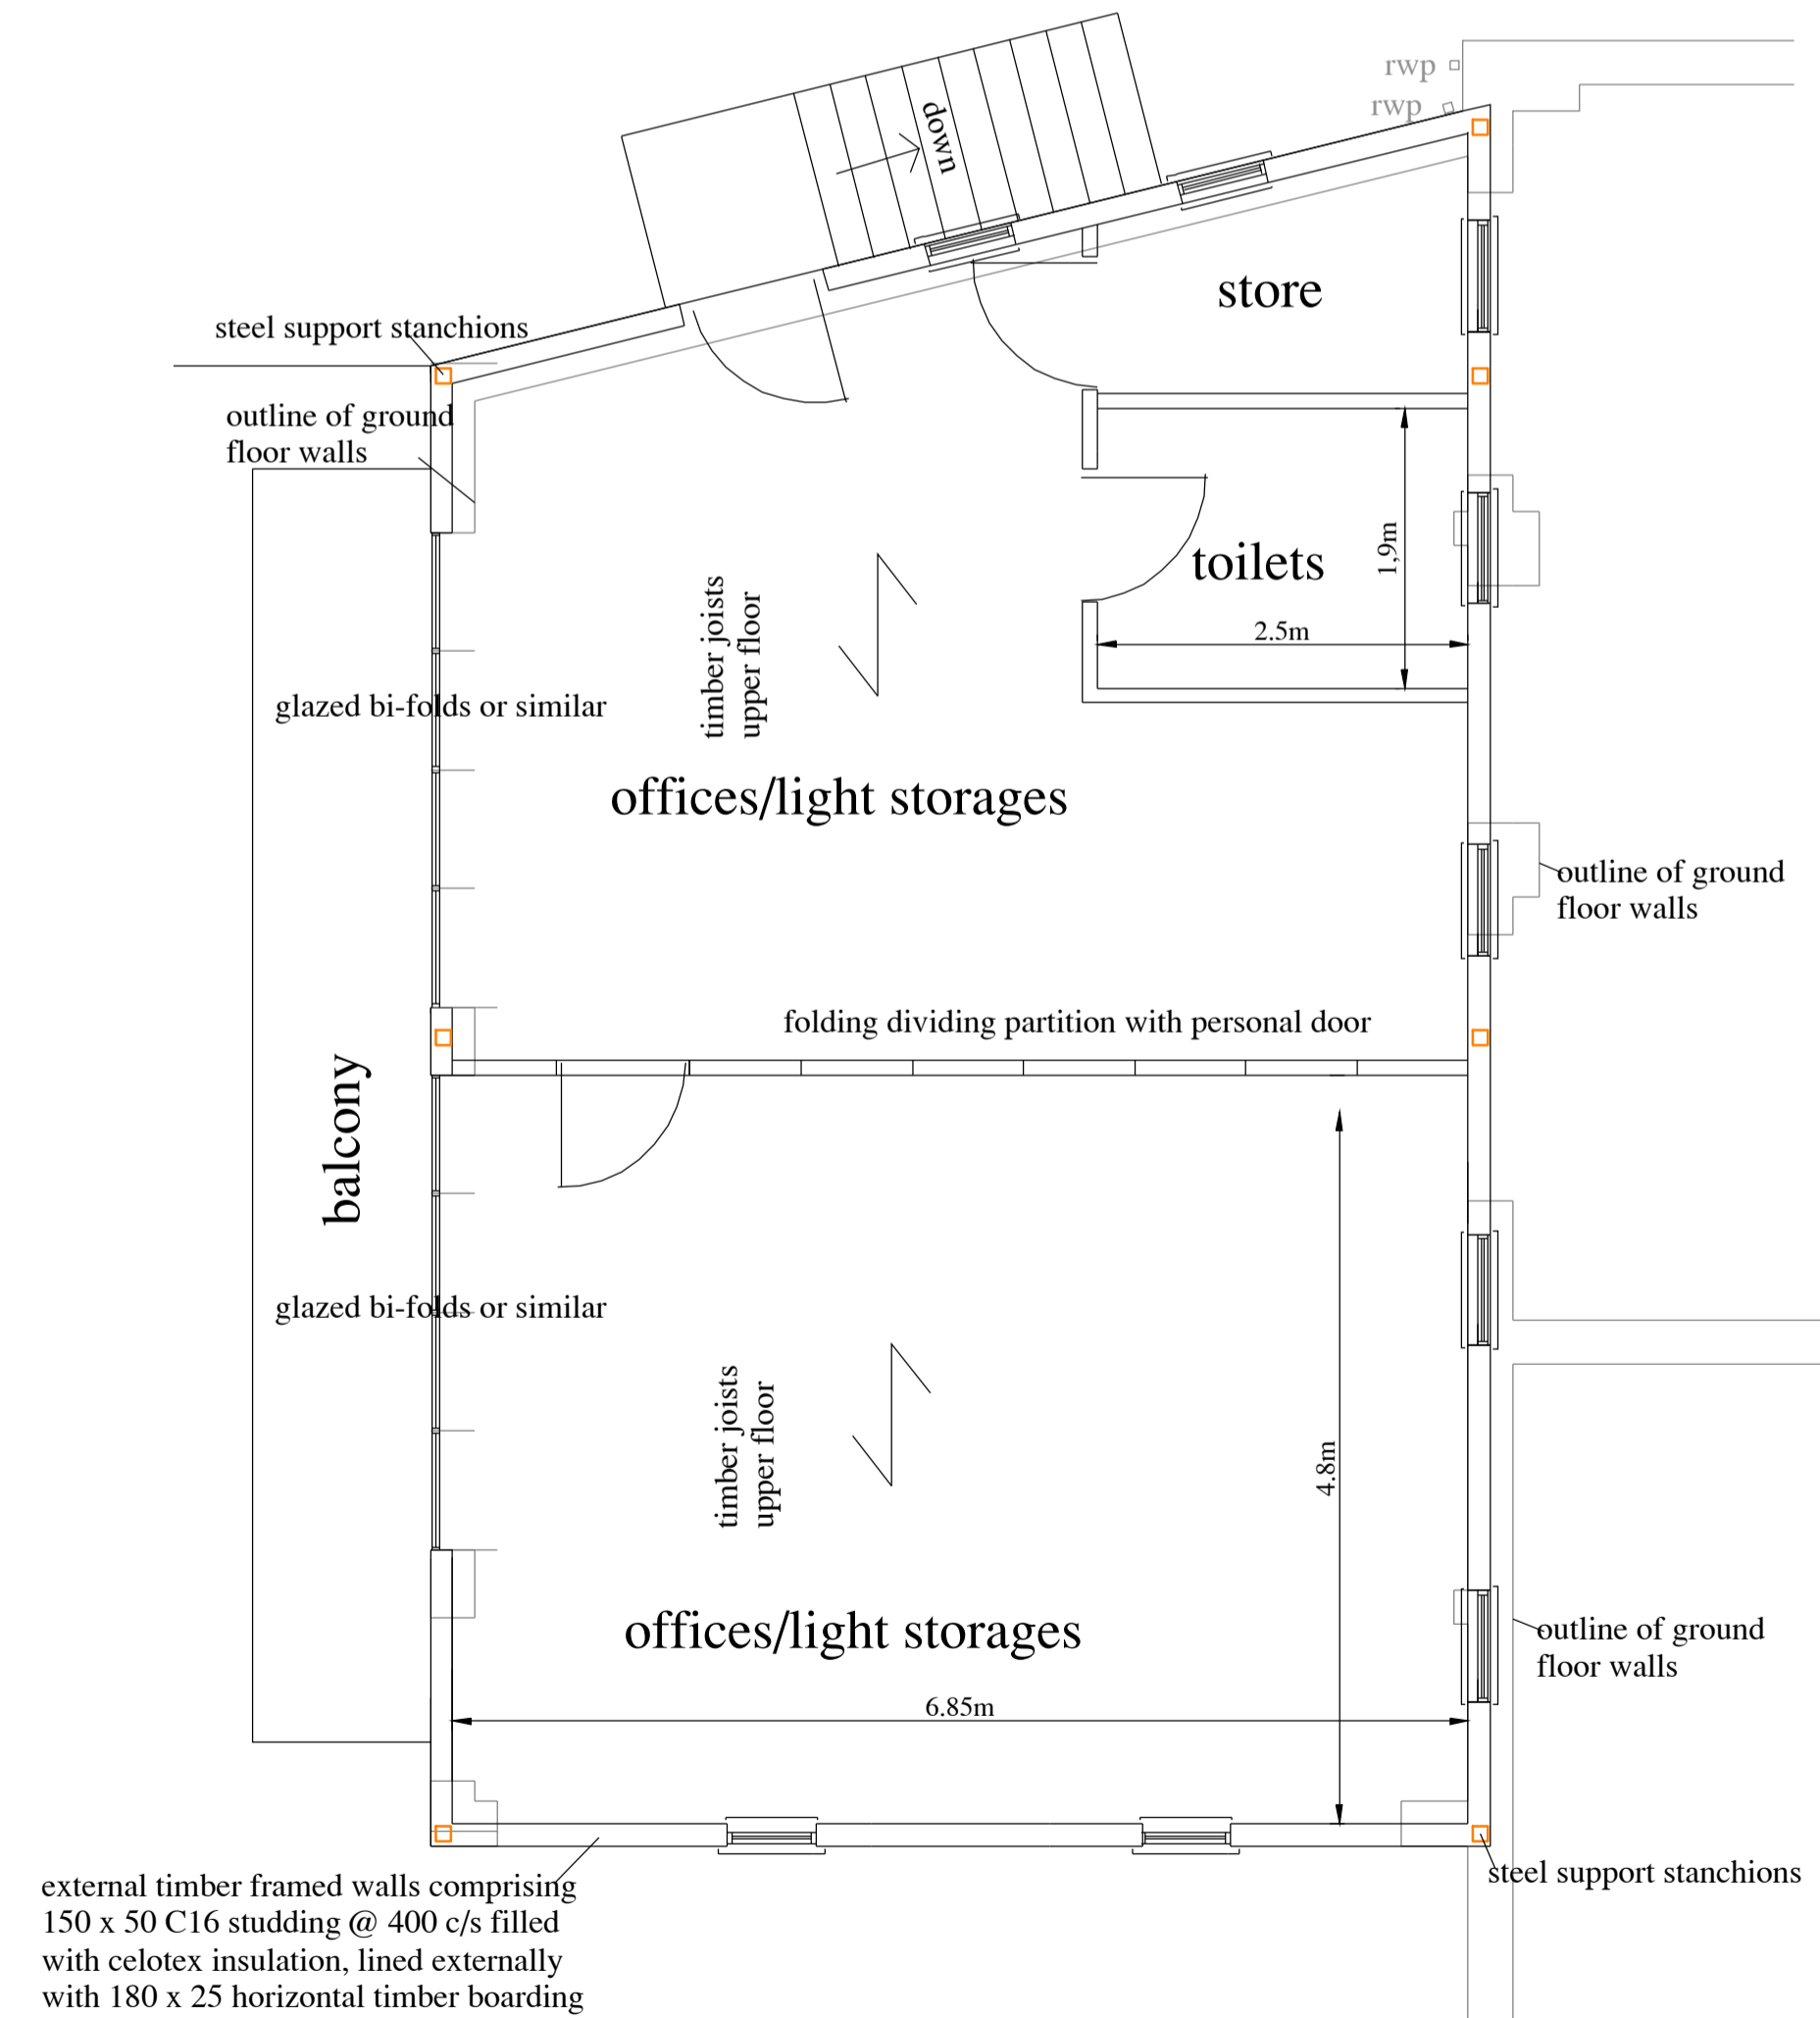 rwp
rwp
down
store
steel support stanchions
outline of ground
floor walls
1,9m
toilets
2.5m
timber joists
upper floor
glazed bi-folds or similar
offices/light storages
outline of ground
floor walls
folding dividing partition with personal door
balcony
glazed bi-folds or similar
timber joists
upper floor
4.8m
offices/light storages
outline of ground
floor walls
6.85m
steel support stanchions
external timber framed walls comprising
150 x 50 C16 studding @ 400 c/s filled
with celotex insulation, lined externally
with 180 x 25 horizontal timber boarding